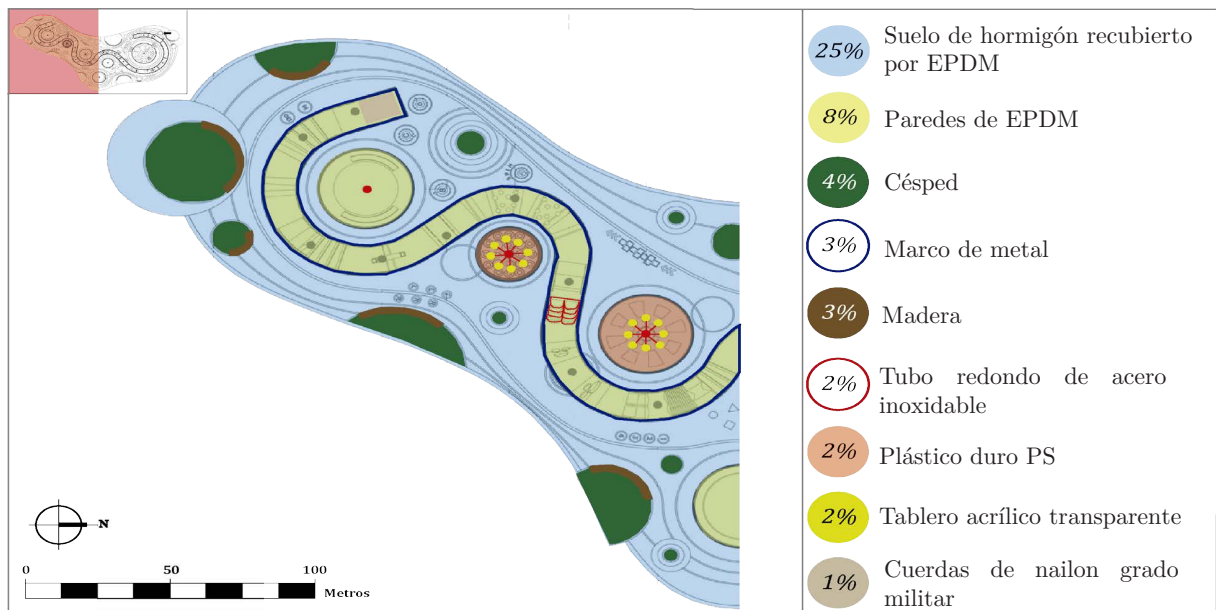 25%
Suelo de hormigón recubierto
por EPDM
8%
Paredes de EPDM
4%
Césped
3%
Marco de metal
3%
Madera
2%
Tubo redondo de acero
inoxidable
2%
Plástico duro PS
2%
Tablero acrílico transparente
1%
Cuerdas de nailon grado
militar
N
0 50 100
Metros